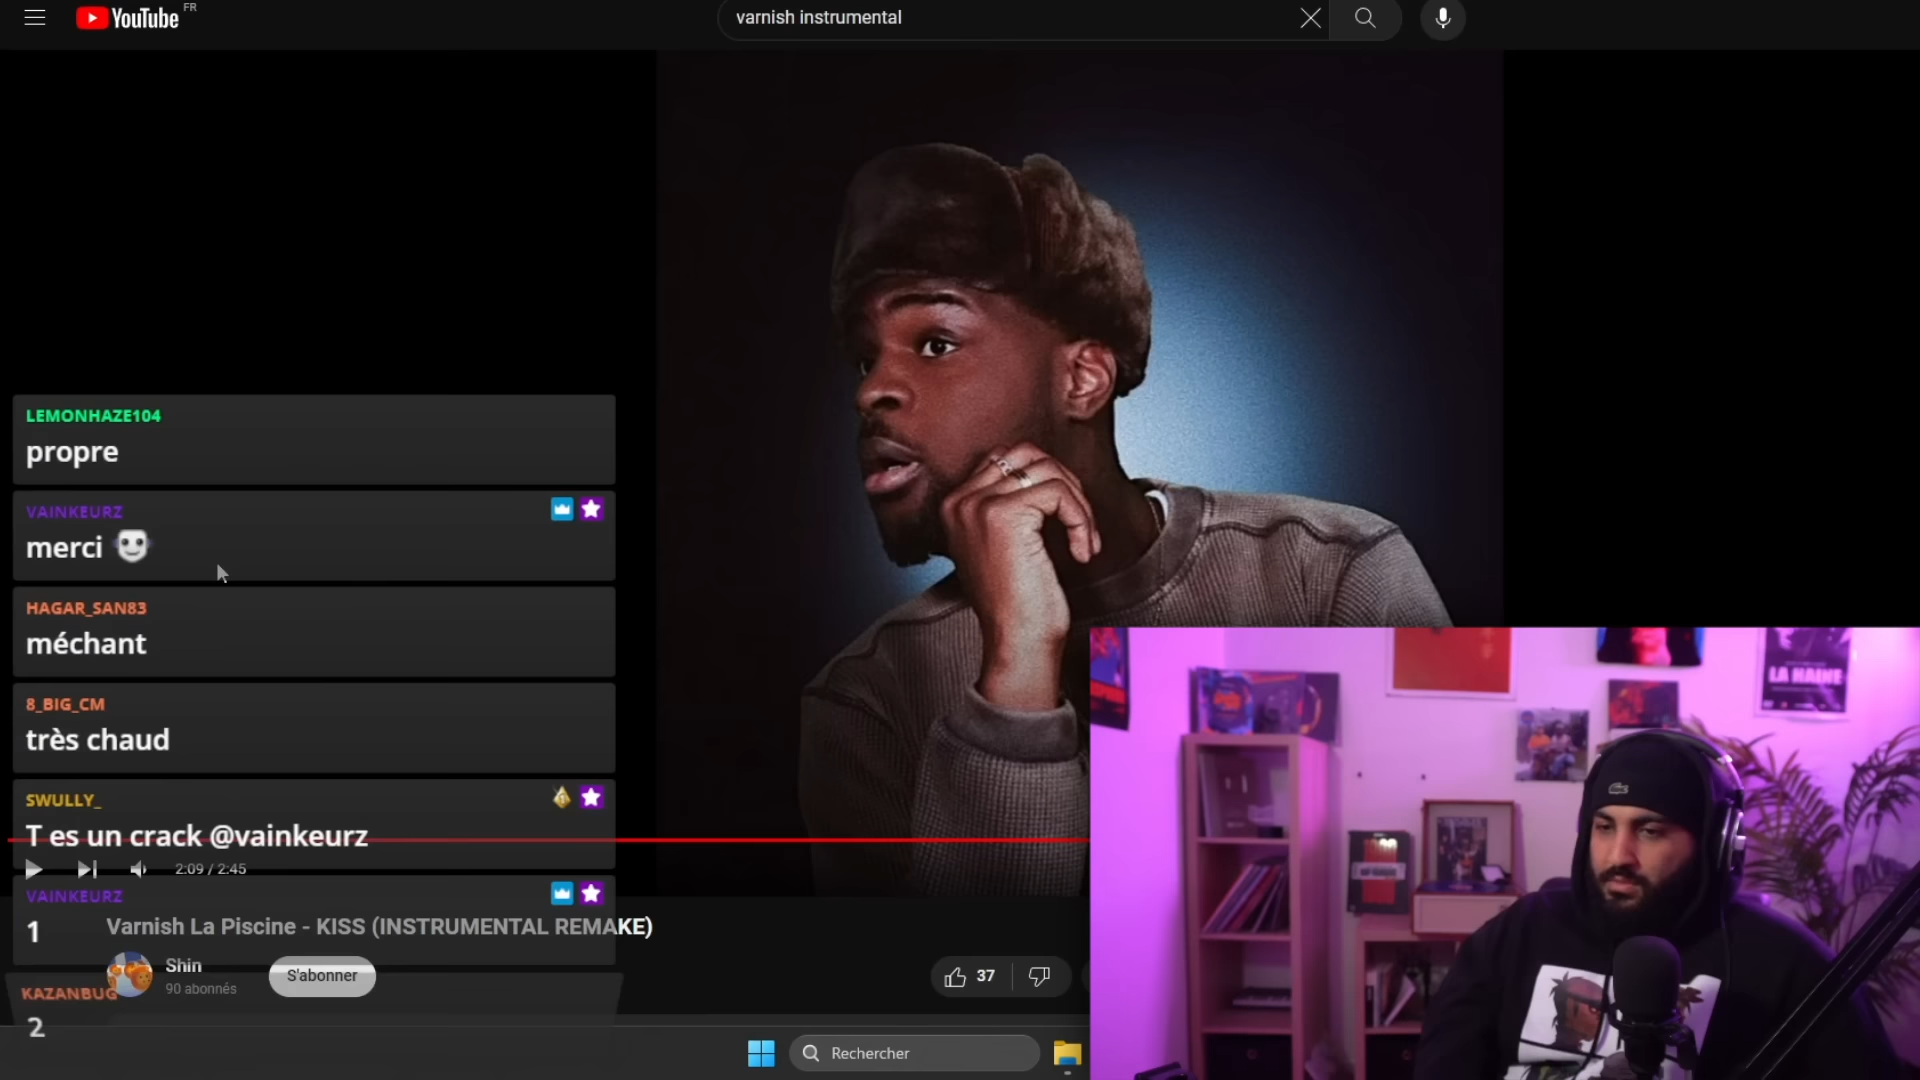 YouTube FR
varnish instrumental
LEMONHAZE104
propre
VAINKEURZ
merci
HAGAR_SAN83
méchant
8_BIG_CM
très chaud
SWULLY_
T es un crack @vainkeurz
2:09 / 2:45
VAINKEURZ
1
Varnish La Piscine - KISS (INSTRUMENTAL REMAKE)
Shin
90 abonnés
S'abonner
37
KAZANBUG
2
Rechercher
LA HAINE